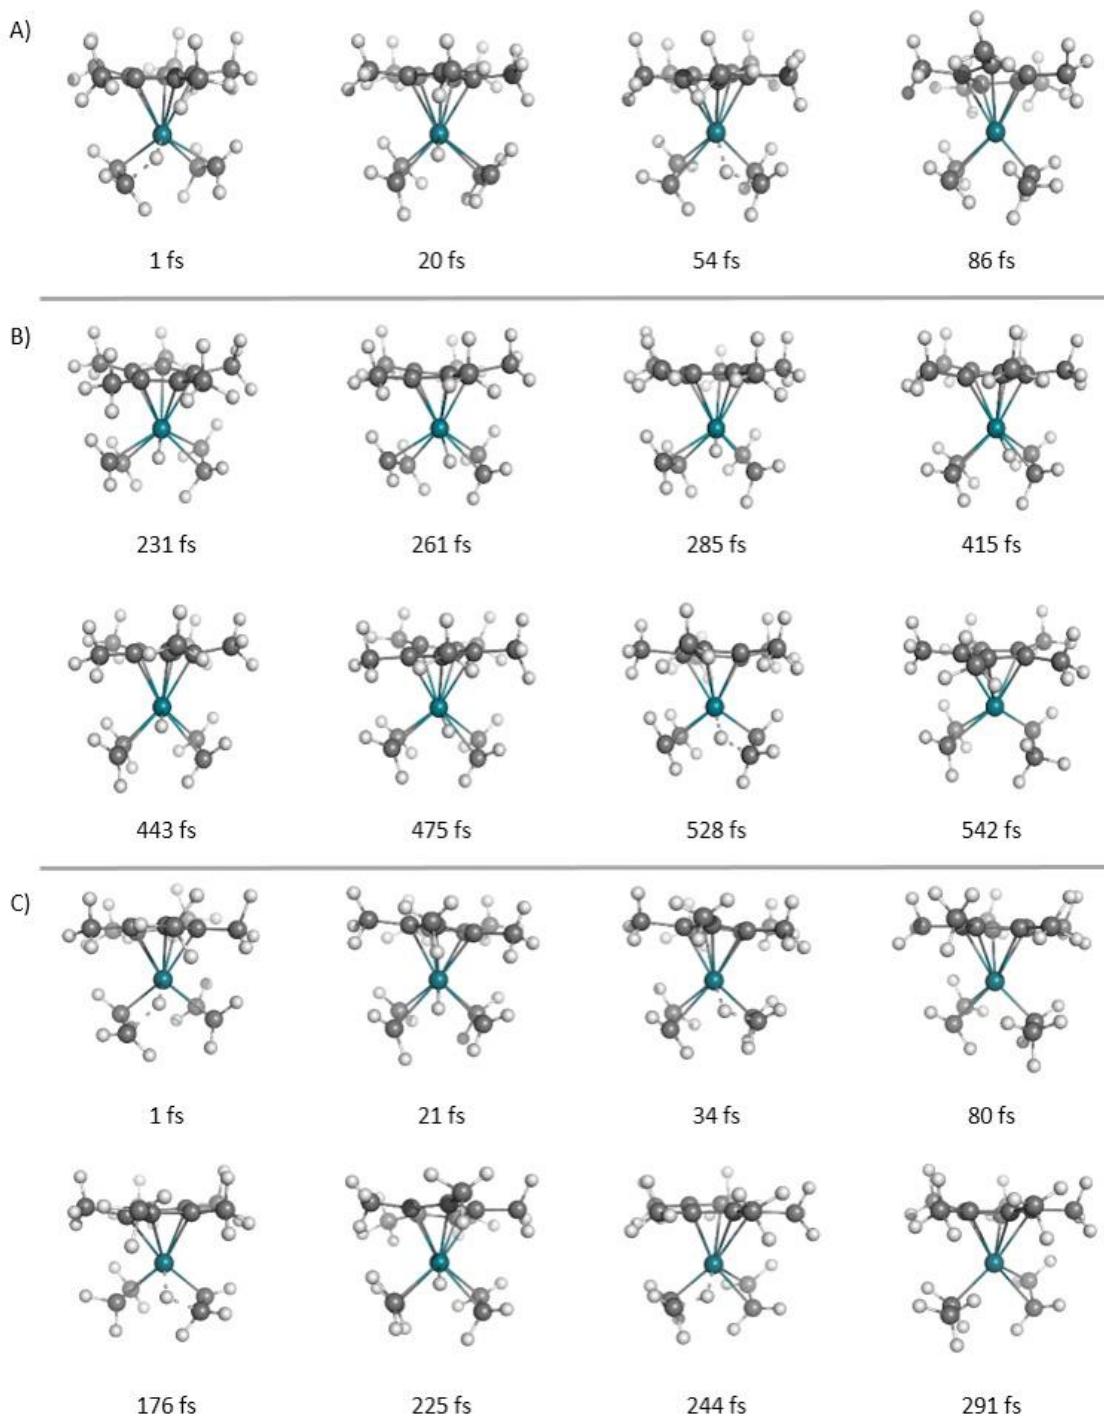 A)
1 fs 20 fs 54 fs 86 fs
B)
231 fs 261 fs 285 fs 415 fs
443 fs 475 fs 528 fs 542 fs
C)
1 fs 21 fs 34 fs 80 fs
176 fs 225 fs 244 fs 291 fs